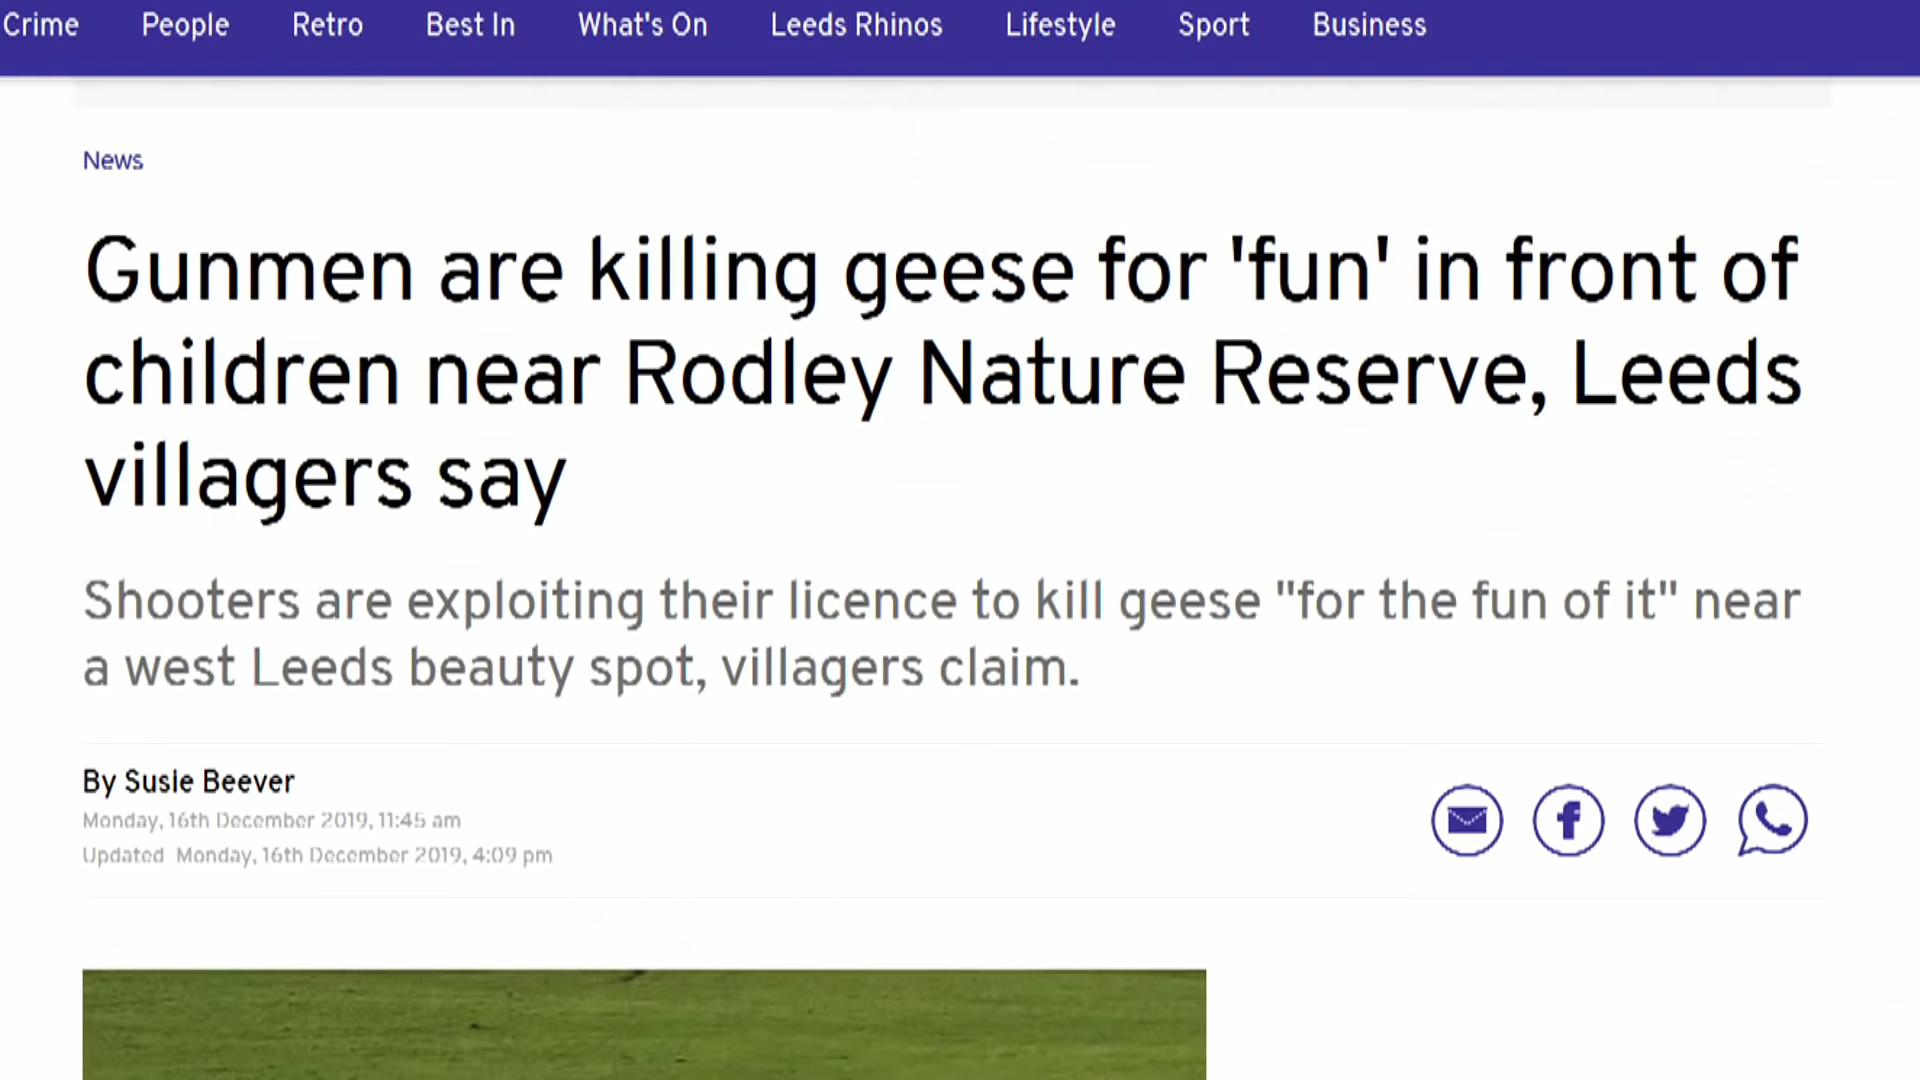 Crime People Retro Best In What's On Leeds Rhinos Lifestyle Sport Business
News
Gunmen are killing geese for 'fun' in front of
children near Rodley Nature Reserve, Leeds
villagers say
Shooters are exploiting their licence to kill geese "for the fun of it" near
a west Leeds beauty spot, villagers claim.
By Susie Beever
Monday, 16th December 2019, 11:45 am
Updated Monday, 16th December 2019, 4:09 pm